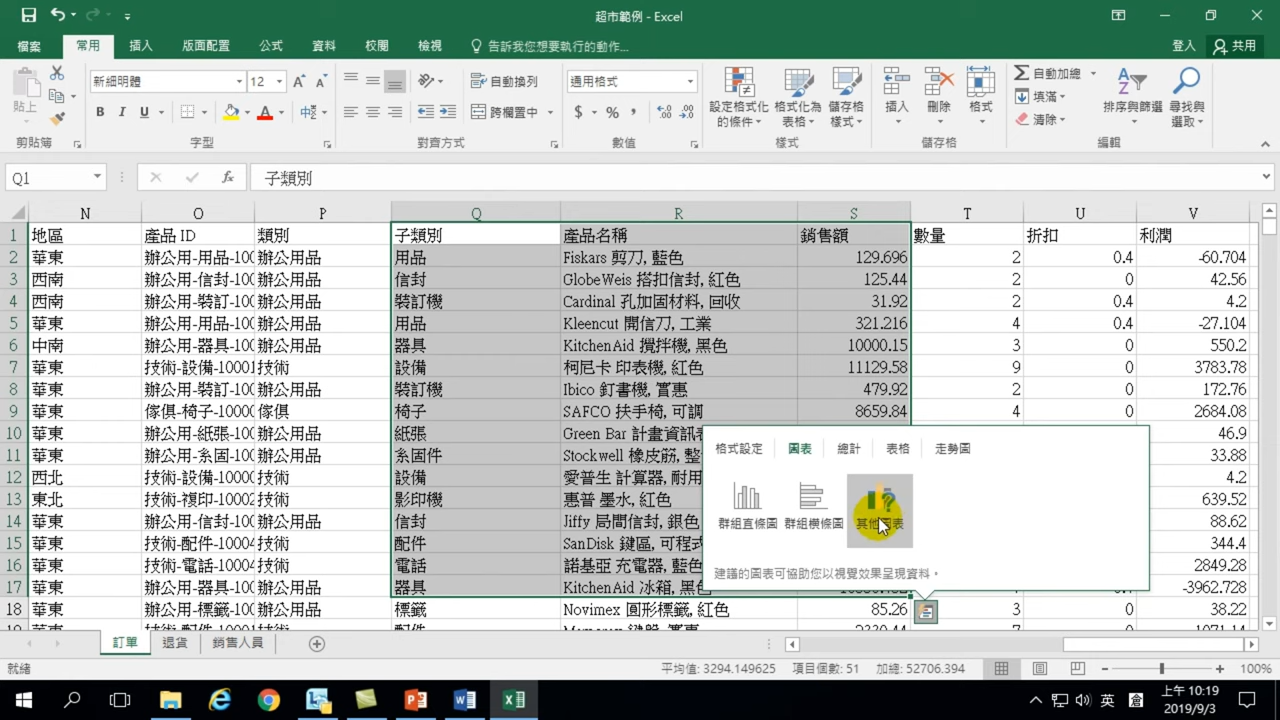 超市範例 - Excel
檔案 常用 插入 版面配置 公式 資料 校閱 檢視 告訴我您想要執行的動作... 登入 共用
貼上 新細明體 12 自動換列 通用格式 設定格式化的條件 格式化為表格 儲存格樣式 插入 刪除 格式 自動加總 填滿 清除 排序與篩選 尋找與選取
B I U 跨欄置中 $ % ,
剪貼簿 字型 對齊方式 數值 樣式 儲存格 編輯
Q1 fx 子類別
N O P Q R S T U V
1 地區 產品 ID 類別 子類別 產品名稱 銷售額 數量 折扣 利潤
2 華東 辦公用-用品-100 辦公用品 用品 Fiskars 剪刀, 藍色 129.696 2 0.4 -60.704
3 西南 辦公用-信封-100 辦公用品 信封 GlobeWeis 搭扣信封, 紅色 125.44 2 0 42.56
4 西南 辦公用-裝訂-100 辦公用品 裝訂機 Cardinal 孔加固材料, 回收 31.92 2 0.4 4.2
5 華東 辦公用-用品-100 辦公用品 用品 Kleencut 開信刀, 工業 321.216 4 0.4 -27.104
6 中南 辦公用-器具-100 辦公用品 器具 KitchenAid 攪拌機, 黑色 10000.15 3 0 550.2
7 華東 技術-設備-10001 技術 設備 柯尼卡 印表機, 紅色 11129.58 9 0 3783.78
8 華東 辦公用-裝訂-100 辦公用品 裝訂機 Ibico 釘書機, 實惠 479.92 2 0 172.76
9 華東 傢俱-椅子-10000 傢俱 椅子 SAFCO 扶手椅, 可調 8659.84 4 0 2684.08
10 華東 辦公用-紙張-100 辦公用品 紙張 Green Bar 計畫資訊表 46.9
11 華東 辦公用-系固-100 辦公用品 系固件 Stockwell 橡皮筋, 整 33.88
12 西北 技術-設備-10001 技術 設備 愛普生 計算器, 耐用 4.2
13 東北 技術-複印-10002 技術 影印機 惠普 墨水, 紅色 639.52
14 華東 辦公用-信封-100 辦公用品 信封 Jiffy 局間信封, 銀色 88.62
15 華東 技術-配件-10004 技術 配件 SanDisk 鍵區, 可程式 344.4
16 華東 技術-電話-10004 技術 電話 諾基亞 充電器, 藍色 2849.28
17 華東 辦公用-器具-100 辦公用品 器具 KitchenAid 冰箱, 黑色 -3962.728
18 華東 辦公用-標籤-100 辦公用品 標籤 Novimex 圓形標籤, 紅色 85.26 3 0 38.22
格式設定 圖表 總計 表格 走勢圖
群組直條圖 群組橫條圖 其他圖表
建議的圖表可協助您以視覺效果呈現資料。
訂單 退貨 銷售人員
就緒 平均值: 3294.149625 項目個數: 51 加總: 52706.394 100%
英 上午 10:19
2019/9/3